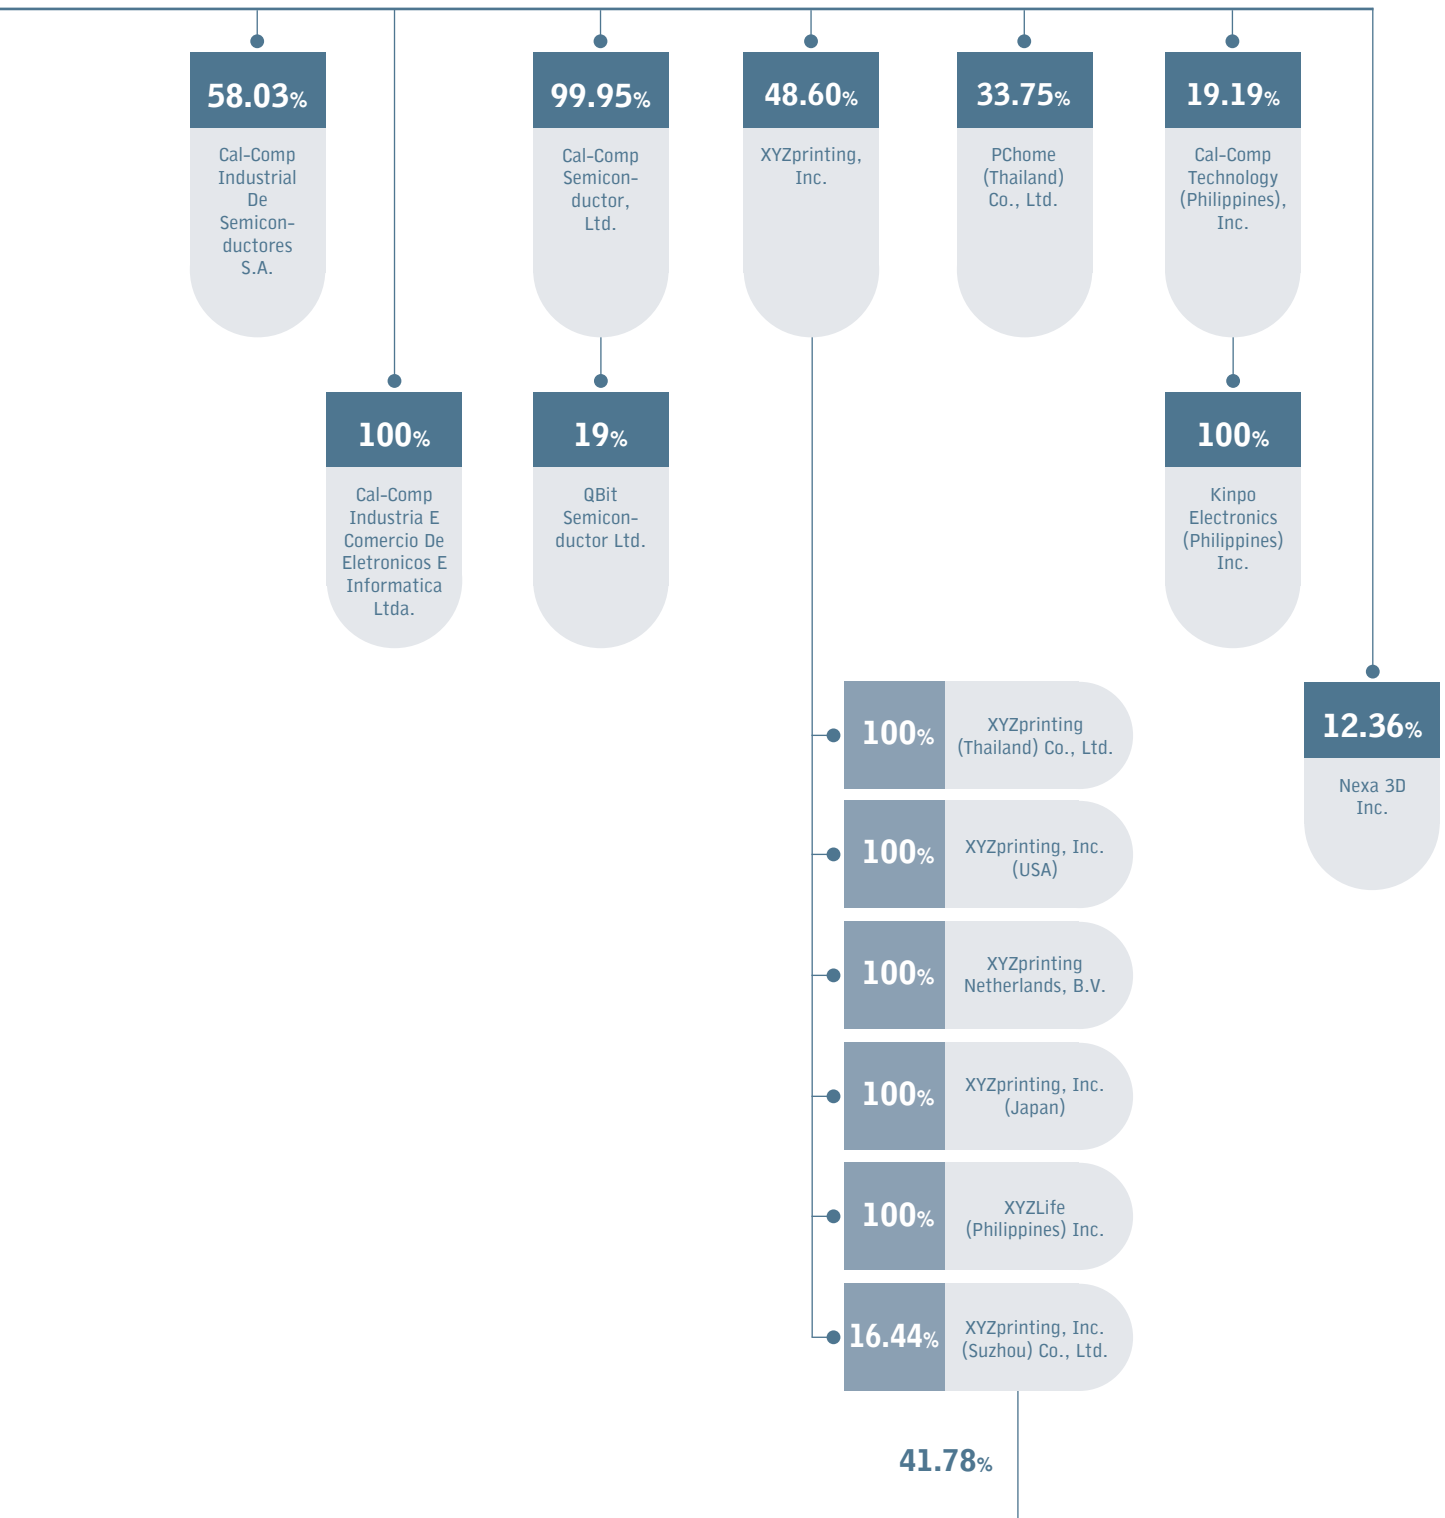 58.03%
Cal-Comp
Industrial
De
Semicon-
ductores
S.A.
99.95%
Cal-Comp
Semicon-
ductor,
Ltd.
48.60%
XYZprinting,
Inc.
33.75%
PChome
(Thailand)
Co., Ltd.
19.19%
Cal-Comp
Technology
(Philippines),
Inc.
100%
Cal-Comp
Industria E
Comercio De
Eletronicos E
Informatica
Ltda.
19%
QBit
Semicon-
ductor Ltd.
100%
Kinpo
Electronics
(Philippines)
Inc.
12.36%
Nexa 3D
Inc.
100%
XYZprinting
(Thailand) Co., Ltd.
100%
XYZprinting, Inc.
(USA)
100%
XYZprinting
Netherlands, B.V.
100%
XYZprinting, Inc.
(Japan)
100%
XYZLife
(Philippines) Inc.
16.44%
XYZprinting, Inc.
(Suzhou) Co., Ltd.
41.78%